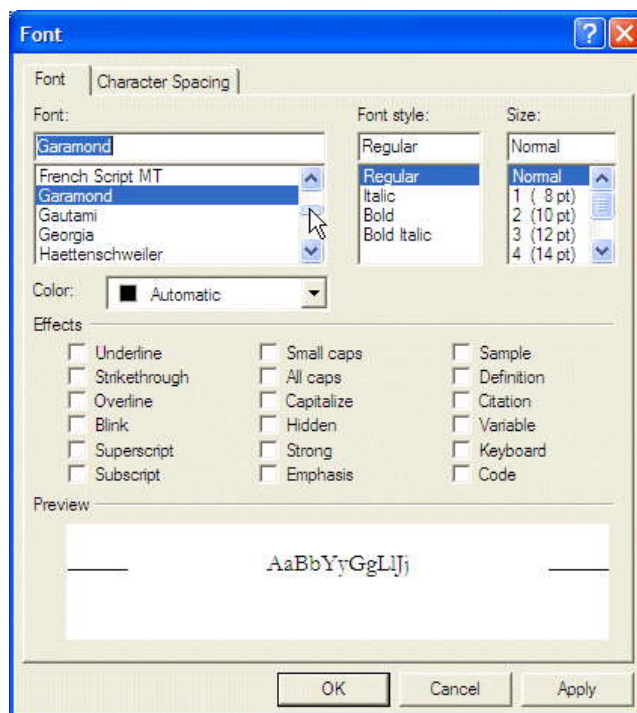 Font
Font Character Spacing
Font: Font style: Size:
Garamond Regular Normal
French Script MT Regular Normal
Garamond Italic 1 ( 8 pt)
Gautami Bold 2 (10 pt)
Georgia Bold Italic 3 (12 pt)
Haettenschweiler 4 (14 pt)
Color: Automatic
Effects
Underline Small caps Sample
Strikethrough All caps Definition
Overline Capitalize Citation
Blink Hidden Variable
Superscript Strong Keyboard
Subscript Emphasis Code
Preview
AaBbYyGgLlJj
OK Cancel Apply